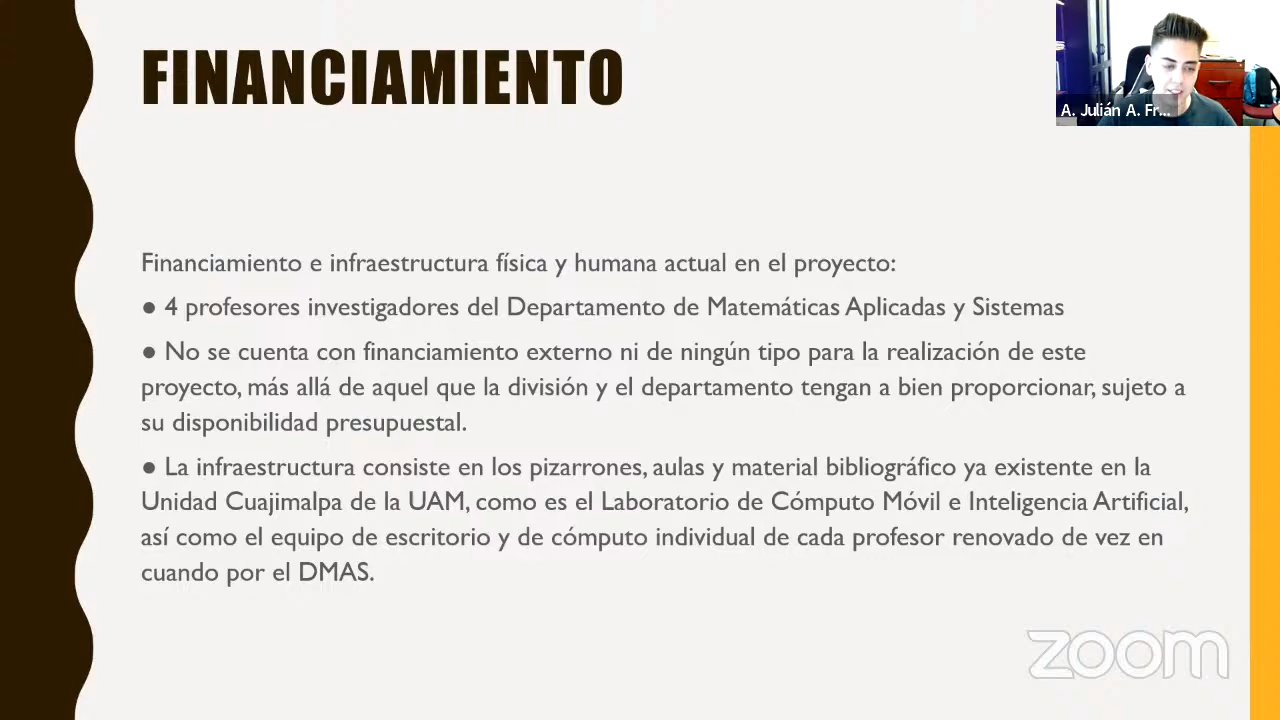 FINANCIAMIENTO
A. Julián A. Fr...
Financiamiento e infraestructura física y humana actual en el proyecto:
● 4 profesores investigadores del Departamento de Matemáticas Aplicadas y Sistemas
● No se cuenta con financiamiento externo ni de ningún tipo para la realización de este
proyecto, más allá de aquel que la división y el departamento tengan a bien proporcionar, sujeto a
su disponibilidad presupuestal.
● La infraestructura consiste en los pizarrones, aulas y material bibliográfico ya existente en la
Unidad Cuajimalpa de la UAM, como es el Laboratorio de Cómputo Móvil e Inteligencia Artificial,
así como el equipo de escritorio y de cómputo individual de cada profesor renovado de vez en
cuando por el DMAS.
zoom